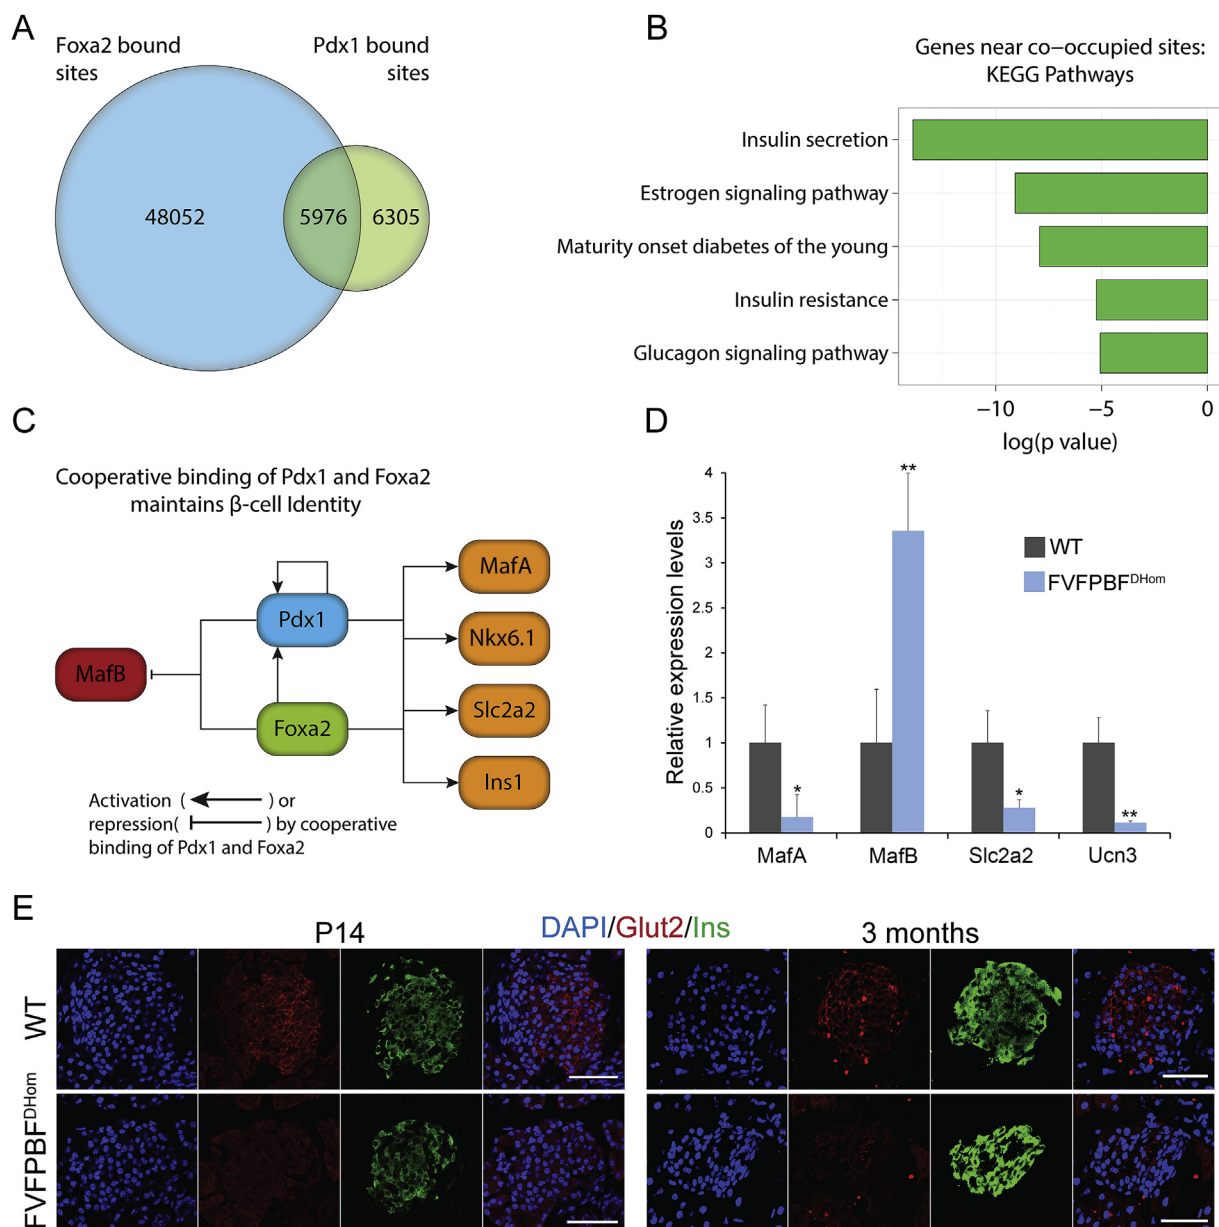 A
Foxa2 bound
sites
Pdx1 bound
sites
48052
5976
6305
B
Genes near co−occupied sites:
KEGG Pathways
Insulin secretion
Estrogen signaling pathway
Maturity onset diabetes of the young
Insulin resistance
Glucagon signaling pathway
−10
−5
0
log(p value)
C
Cooperative binding of Pdx1 and Foxa2
maintains β-cell Identity
MafB
Pdx1
Foxa2
MafA
Nkx6.1
Slc2a2
Ins1
Activation ( ) or
repression( ) by cooperative
binding of Pdx1 and Foxa2
D
Relative expression levels
4
3.5
3
2.5
2
1.5
1
0.5
0
*
**
*
**
WT
FVFPBFDHom
MafA
MafB
Slc2a2
Ucn3
E
DAPI/Glut2/Ins
P14
3 months
WT
FVFPBFDHom